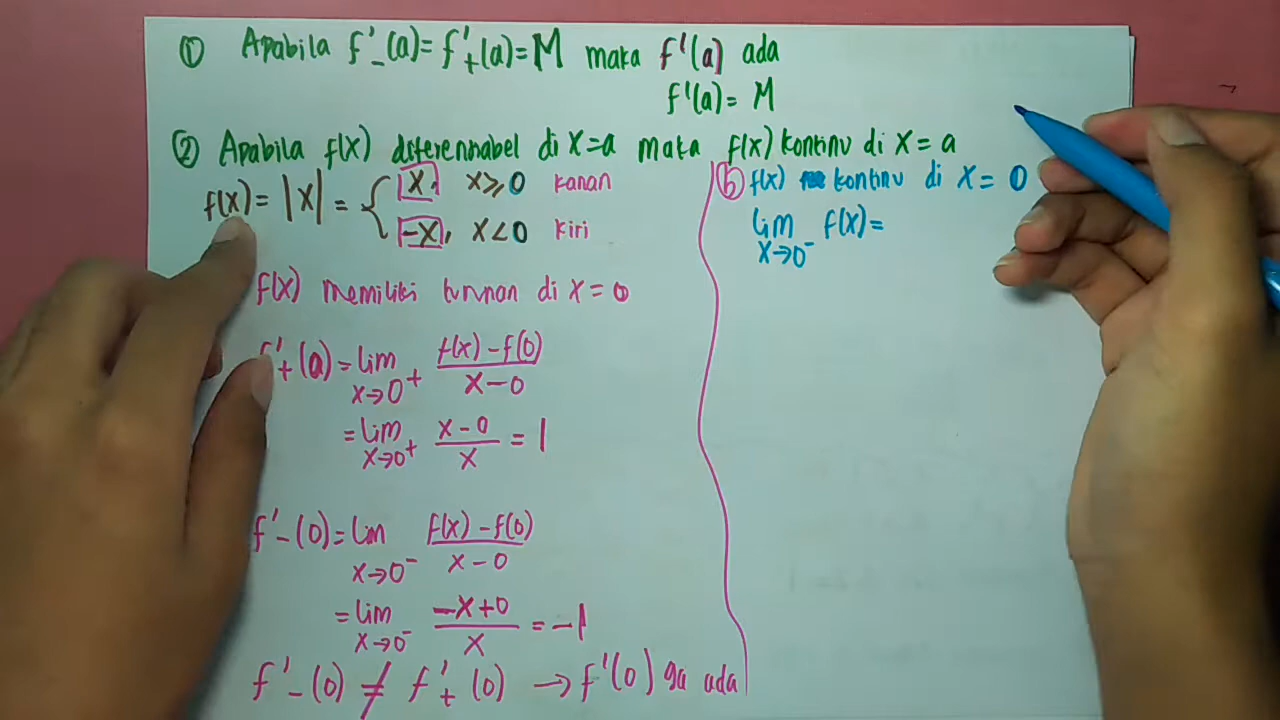 ① Apabila f'₋(a) = f'₊(a) = M maka f'(a) ada
f'(a) = M
② Apabila f(x) diferennabel di x=a maka f(x) kontinu di x = a
f(x) = |x| = { x, x ≥ 0 kanan
-x, x < 0 kiri
f(x) memiliki turunan di x = 0
f'₊(a) = lim x→0⁺ (f(x) - f(0))/(x - 0)
= lim x→0⁺ (x - 0)/x = 1
f'₋(0) = lim x→0⁻ (f(x) - f(0))/(x - 0)
= lim x→0⁻ (-x+0)/x = -1
f'₋(0) ≠ f'₊(0) → f'(0) ga ada
ⓑ f(x) kontinu di x = 0
lim x→0⁻ f(x) =